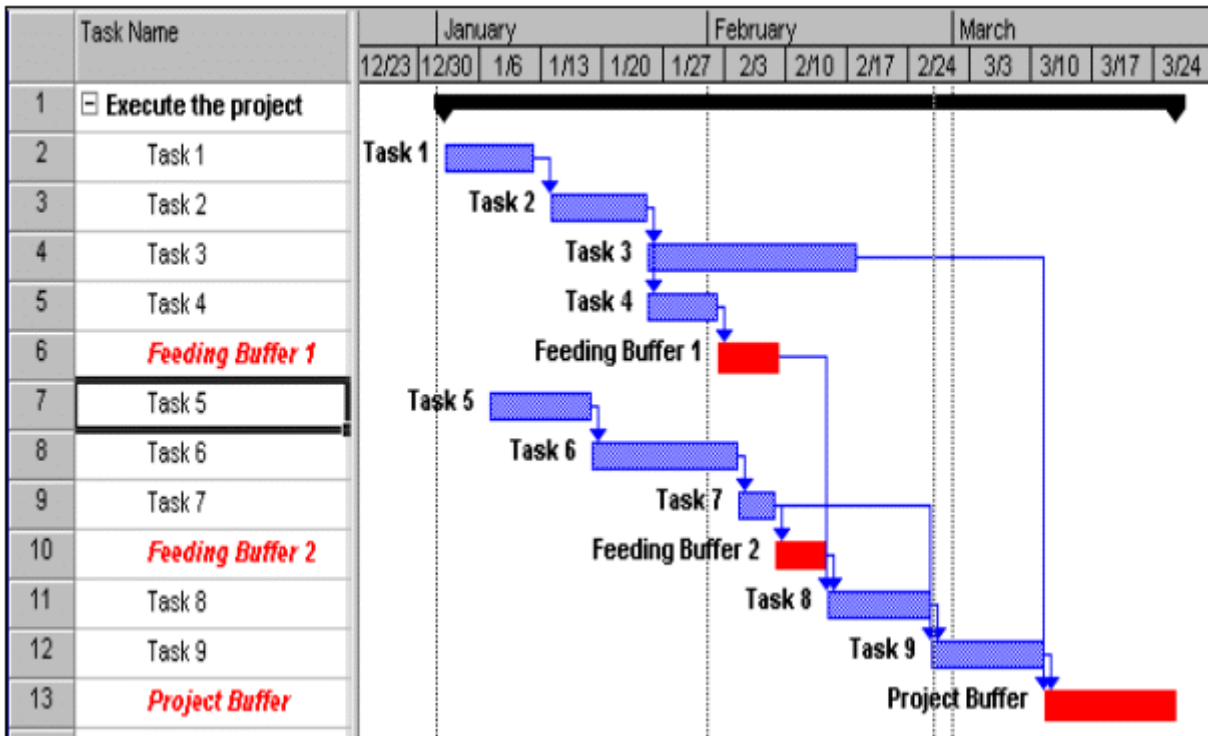 Task Name
January February March
12/23 12/30 1/6 1/13 1/20 1/27 2/3 2/10 2/17 2/24 3/3 3/10 3/17 3/24
1 Execute the project
2 Task 1 Task 1
3 Task 2 Task 2
4 Task 3 Task 3
5 Task 4 Task 4
6 Feeding Buffer 1 Feeding Buffer 1
7 Task 5 Task 5
8 Task 6 Task 6
9 Task 7 Task 7
10 Feeding Buffer 2 Feeding Buffer 2
11 Task 8 Task 8
12 Task 9 Task 9
13 Project Buffer Project Buffer